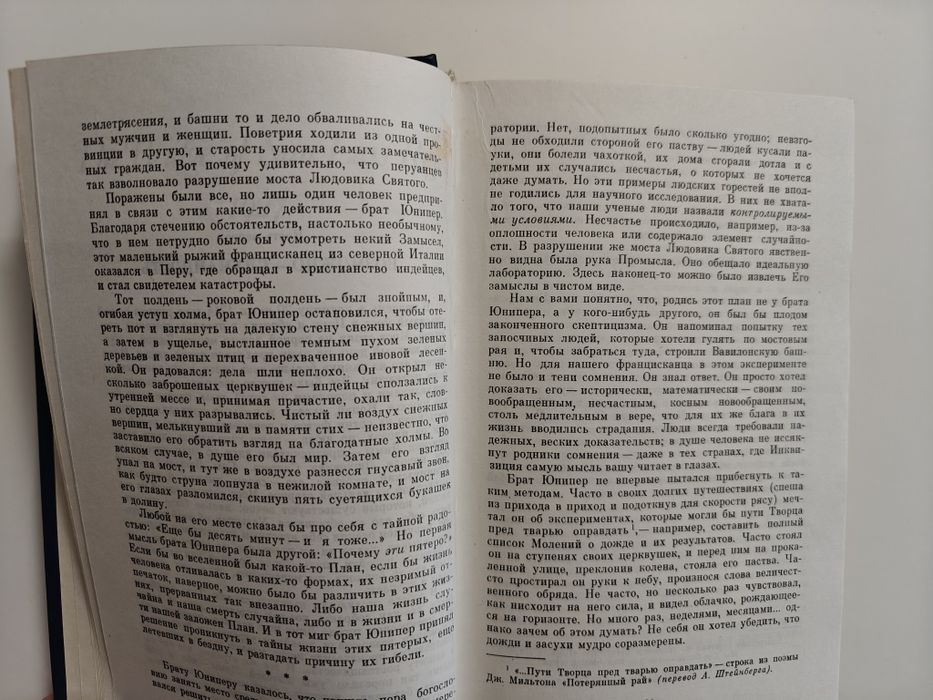 землетрясения, и башни то и дело обваливались на чест-
ных мужчин и женщин. Поветрия ходили из одной про-
винции в другую, и старость уносила самых замечатель-
ных граждан. Вот почему удивительно, что перуанцев
так взволновало разрушение моста Людовика Святого.
Поражены были все, но лишь один человек предпри-
нял в связи с этим какие-то действия — брат Юнипер.
Благодаря стечению обстоятельств, настолько необычному,
что в нем нетрудно было бы усмотреть некий Замысел,
этот маленький рыжий францисканец из северной Италии
оказался в Перу, где обращал в христианство индейцев,
и стал свидетелем катастрофы.
Тот полдень — роковой полдень — был знойным, и,
огибая уступ холма, брат Юнипер остановился, чтобы оте-
реть пот и взглянуть на далекую стену снежных вершин,
а затем в ущелье, выстланное темным пухом зеленых
деревьев и зеленых птиц и перехваченное ивовой лесен-
кой. Он радовался: дела шли неплохо. Он открыл не-
сколько заброшеных церквушек — индейцы сползались к
утренней мессе и, принимая причастие, охали так, слов-
но сердца у них разрывались. Чистый ли воздух снежных
вершин, мелькнувший ли в памяти стих — неизвестно, что
заставило его обратить взгляд на благодатные холмы. Во
всяком случае, в душе его был мир. Затем его взгляд
упал на мост, и тут же в воздухе разнесся гнусавый звон,
как будто струна лопнула в нежилой комнате, и мост на
его глазах разломился, скинув пять суетящихся букашек
в долину.
Любой на его месте сказал бы про себя с тайной радо-
стью: «Еще бы десять минут — и я тоже...» Но первая
мысль брата Юнипера была другой: «Почему эти пятеро?»
Если бы во вселенной был какой-то План, если бы жизнь
человека отливалась в каких-то формах, их незримый от-
печаток, наверное, можно было бы различить в этих жиз-
нях, прерванных так внезапно. Либо наша жизнь слу-
чайна и наша смерть случайна, либо и в жизни и в смер-
ти нашей заложен План. И в тот миг брат Юнипер принял
решение проникнуть в тайны жизни этих пятерых, еще
летевших в бездну, и разгадать причину их гибели.
* * *
Брату Юниперу казалось, что пора богосло-
вию занять место среди
вался решит
ратории. Нет, подопытных было сколько угодно; невзго-
ды не обходили стороной его паству — людей кусали па-
уки, они болели чахоткой, их дома сгорали дотла и с
детьми их случались несчастья, о которых не хочется
даже думать. Но эти примеры людских горестей не впол-
не годились для научного исследования. В них не хвата-
ло того, что наши ученые люди назвали контролируемы-
ми условиями. Несчастье происходило, например, из-за
оплошности человека или содержало элемент случайно-
сти. В разрушении же моста Людовика Святого явствен-
но видна была рука Промысла. Оно обещало идеальную
лабораторию. Здесь наконец-то можно было извлечь Его
замыслы в чистом виде.
Нам с вами понятно, что, родись этот план не у брата
Юнипера, а у кого-нибудь другого, он был бы плодом
законченного скептицизма. Он напоминал попытку тех
заносчивых людей, которые хотели гулять по мостовым
рая и, чтобы забраться туда, строили Вавилонскую баш-
ню. Но для нашего францисканца в этом эксперименте
не было и тени сомнения. Он знал ответ. Он просто хотел
доказать его — исторически, математически — своим но-
вообращенным, несчастным, косным новообращенным,
столь медлительным в вере, что для их же блага в их
жизнь вводились страдания. Люди всегда требовали на-
дежных, веских доказательств; в душе человека не иссяк-
нут родники сомнения — даже в тех странах, где Инкви-
зиция самую мысль вашу читает в глазах.
Брат Юнипер не впервые пытался прибегнуть к та-
ким методам. Часто в своих долгих путешествиях (спеша
из прихода в приход и подоткнув для скорости рясу) меч-
тал он об экспериментах, которые могли бы пути Творца
пред тварью оправдать¹,— например, составить полный
список Молений о дожде и их результатов. Часто стоял
он на ступенях своих церквушек, и перед ним на прока-
ленной улице, преклонив колена, стояла его паства. Ча-
сто простирал он руки к небу, произнося слова величест-
венного обряда. Не часто, но несколько раз чувствовал,
как нисходит на него сила, и видел облачко, рождающее-
ся на горизонте. Но много раз, неделями, месяцами... од-
нако зачем об этом думать? Не себя он хотел убедить, что
дожди и засухи мудро соразмерены.
¹ «...Пути Творца пред тварью оправдать» — строка из поэмы
Дж. Мильтона «Потерянный рай» (перевод А. Штейнберга).